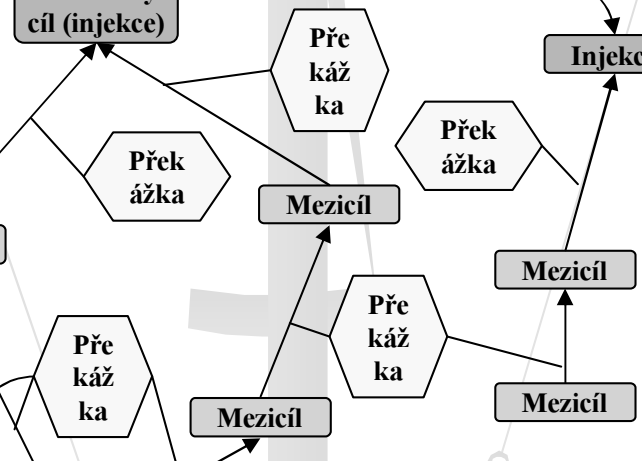 cíl (injekce)
Pře
káž
ka
Injekc
Přek
ážka
Přek
ážka
Mezicíl
Mezicíl
Pře
káž
ka
Pře
káž
ka
Mezicíl
Mezicíl